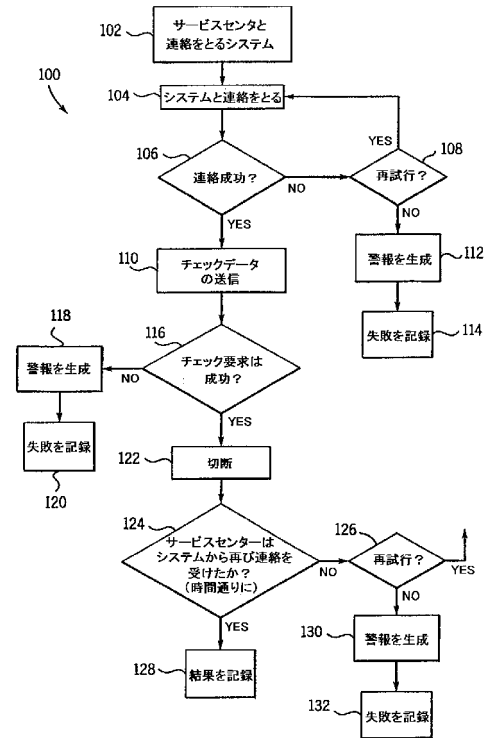 102
サービスセンタと
連絡をとるシステム
100
104
システムと連絡をとる
106
連絡成功?
YES
108
再試行?
NO
NO
YES
110
チェックデータ
の送信
警報を生成
112
失敗を記録
114
116
チェック要求は
成功?
118
警報を生成
NO
失敗を記録
120
YES
122
切断
124
サービスセンターは
システムから再び連絡を
受けたか?
(時間通りに)
NO
126
再試行?
YES
NO
YES
128
結果を記録
130
警報を生成
132
失敗を記録